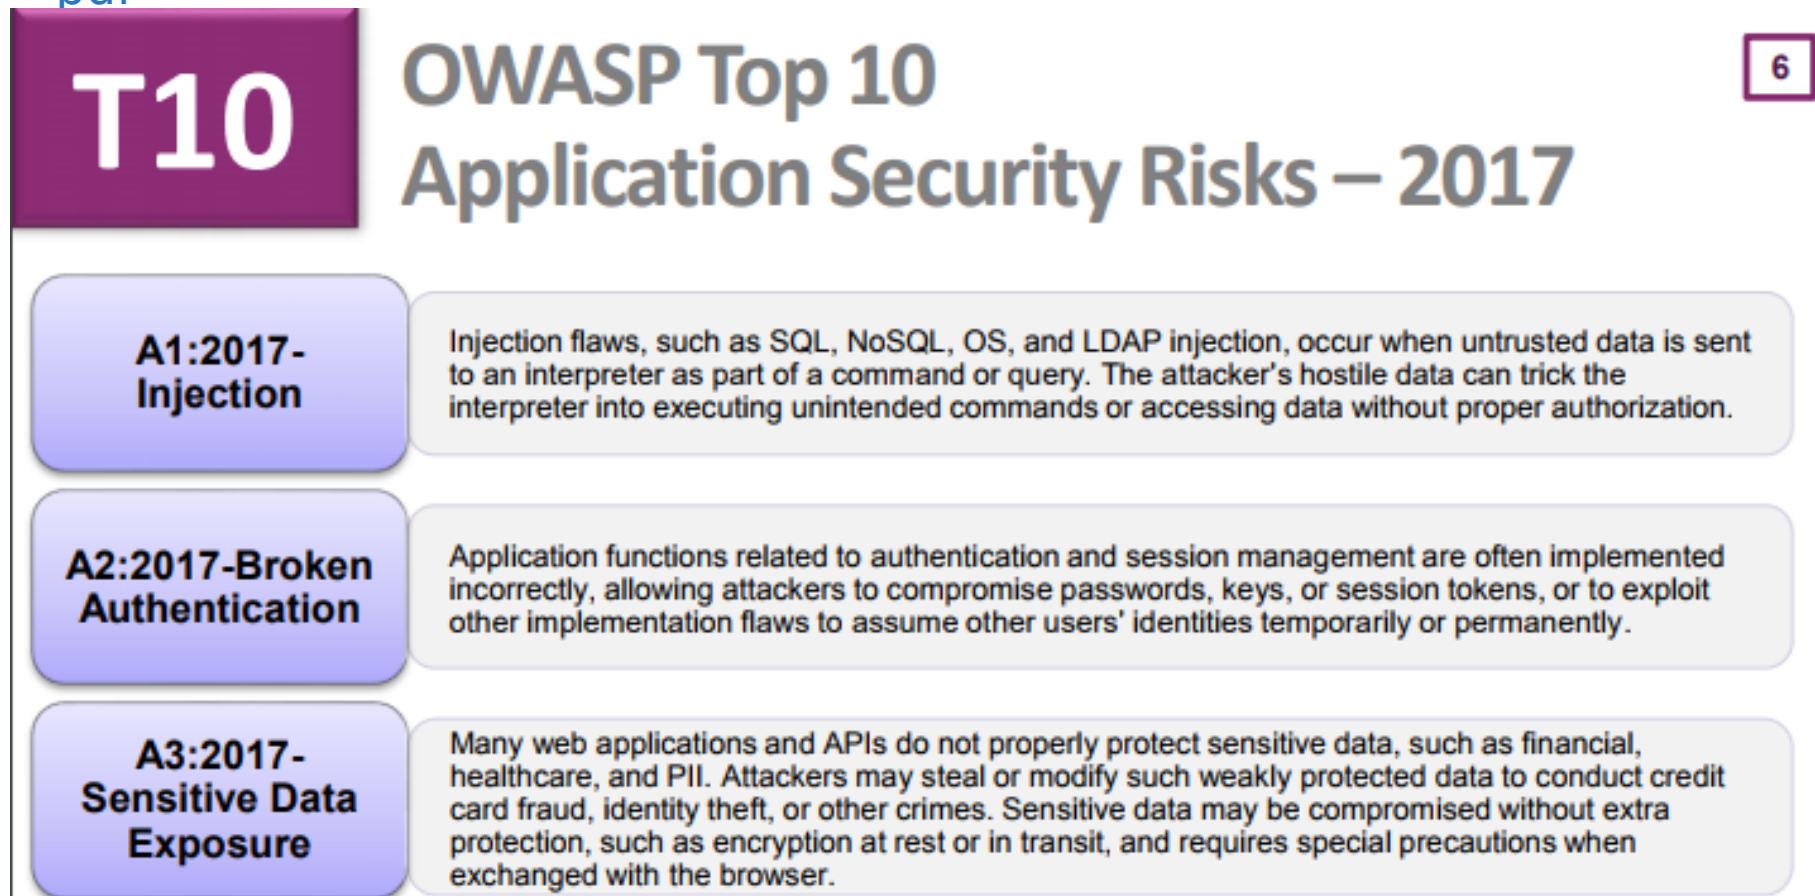 T10
OWASP Top 10
Application Security Risks – 2017
6
A1:2017-
Injection
Injection flaws, such as SQL, NoSQL, OS, and LDAP injection, occur when untrusted data is sent
to an interpreter as part of a command or query. The attacker's hostile data can trick the
interpreter into executing unintended commands or accessing data without proper authorization.
A2:2017-Broken
Authentication
Application functions related to authentication and session management are often implemented
incorrectly, allowing attackers to compromise passwords, keys, or session tokens, or to exploit
other implementation flaws to assume other users' identities temporarily or permanently.
A3:2017-
Sensitive Data
Exposure
Many web applications and APIs do not properly protect sensitive data, such as financial,
healthcare, and PII. Attackers may steal or modify such weakly protected data to conduct credit
card fraud, identity theft, or other crimes. Sensitive data may be compromised without extra
protection, such as encryption at rest or in transit, and requires special precautions when
exchanged with the browser.